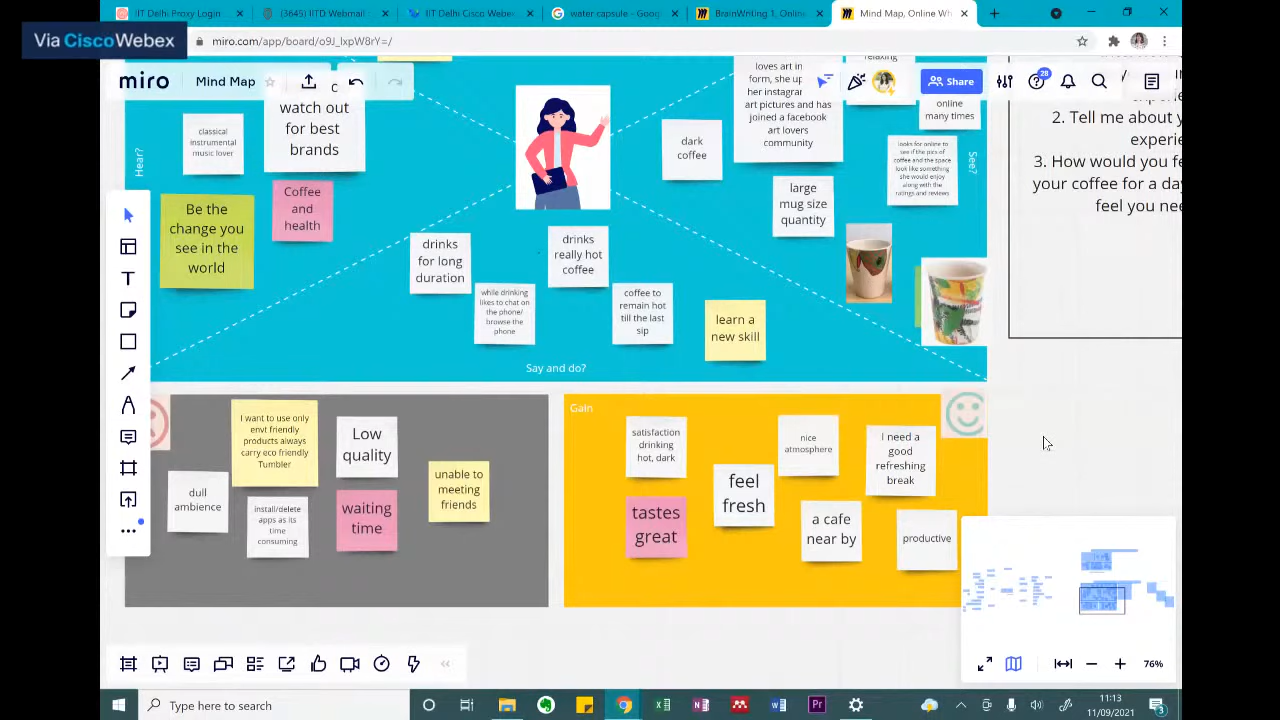 IIT Delhi Proxy Login
(3645) IITD Webmail
IIT Delhi Cisco Webex
water capsule - Goog
BrainWriting 1, Online
Mind Map, Online Wh
Via CiscoWebex
miro.com/app/board/o9J_lxpW8rY=/
miro
Mind Map
Share
28
Hear?
See?
classical
instrumental
music lover
watch out
for best
brands
Be the
change you
see in the
world
Coffee
and
health
drinks
for long
duration
while drinking
likes to chat on
the phone/
browse the
phone
drinks
really hot
coffee
coffee to
remain hot
till the last
sip
learn a
new skill
dark
coffee
loves art in
form, she up
her instagram
art pictures and has
joined a facebook
art lovers
community
relaxing
online
many times
large
mug size
quantity
looks for online to
see if the pics of
coffee and the space
look like something
she would enjoy
along with the
ratings and reviews
Say and do?
2. Tell me about y
experie
3. How would you fe
your coffee for a day
feel you nee
I want to use only
envt friendly
products always
carry eco friendly
Tumbler
Low
quality
dull
ambience
install/delete
apps as its
time
consuming
waiting
time
unable to
meeting
friends
Gain
satisfaction
drinking
hot, dark
tastes
great
feel
fresh
nice
atmosphere
a cafe
near by
I need a
good
refreshing
break
productive
76%
Type here to search
11:13
11/09/2021
3